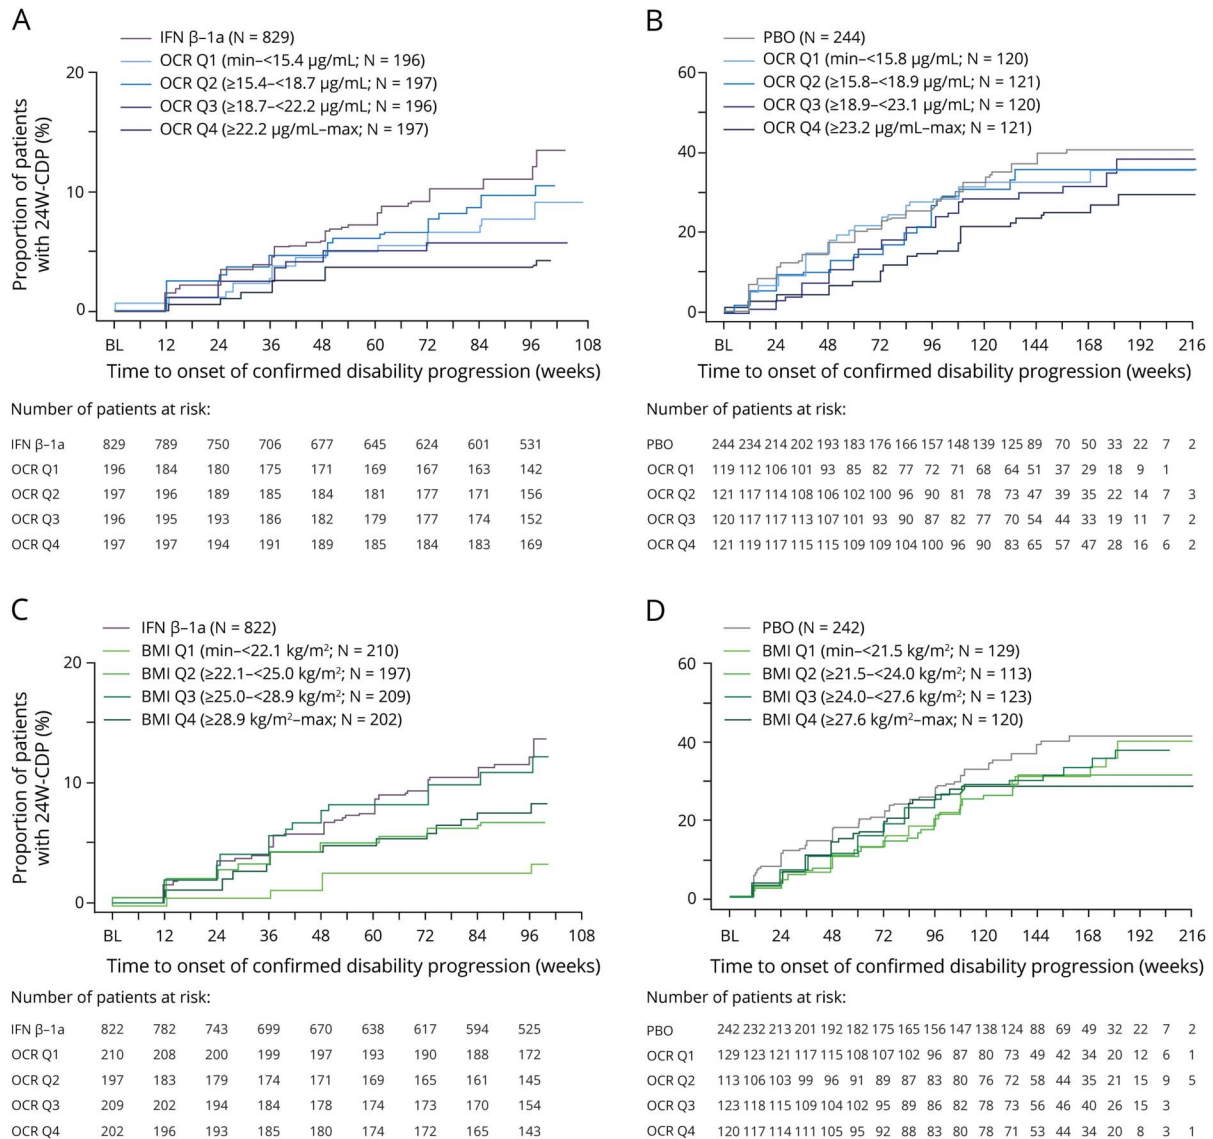 A
IFN β–1a (N = 829)
OCR Q1 (min–<15.4 µg/mL; N = 196)
OCR Q2 (≥15.4–<18.7 µg/mL; N = 197)
OCR Q3 (≥18.7–<22.2 µg/mL; N = 196)
OCR Q4 (≥22.2 µg/mL–max; N = 197)
Proportion of patients
with 24W-CDP (%)
20
10
0
BL 12 24 36 48 60 72 84 96 108
Time to onset of confirmed disability progression (weeks)
Number of patients at risk:
IFN β–1a 829 789 750 706 677 645 624 601 531
OCR Q1 196 184 180 175 171 169 167 163 142
OCR Q2 197 196 189 185 184 181 177 171 156
OCR Q3 196 195 193 186 182 179 177 174 152
OCR Q4 197 197 194 191 189 185 184 183 169
B
PBO (N = 244)
OCR Q1 (min–<15.8 µg/mL; N = 120)
OCR Q2 (≥15.8–<18.9 µg/mL; N = 121)
OCR Q3 (≥18.9–<23.1 µg/mL; N = 120)
OCR Q4 (≥23.2 µg/mL–max; N = 121)
60
40
20
0
BL 24 48 72 96 120 144 168 192 216
Time to onset of confirmed disability progression (weeks)
Number of patients at risk:
PBO 244 234 214 202 193 183 176 166 157 148 139 125 89 70 50 33 22 7 2
OCR Q1 119 112 106 101 93 85 82 77 72 71 68 64 51 37 29 18 9 1
OCR Q2 121 117 114 108 106 102 100 96 90 81 78 73 47 39 35 22 14 7 3
OCR Q3 120 117 117 113 107 101 93 90 87 82 77 70 54 44 33 19 11 7 2
OCR Q4 121 119 117 115 115 109 109 104 100 96 90 83 65 57 47 28 16 6 2
C
IFN β–1a (N = 822)
BMI Q1 (min–<22.1 kg/m²; N = 210)
BMI Q2 (≥22.1–<25.0 kg/m²; N = 197)
BMI Q3 (≥25.0–<28.9 kg/m²; N = 209)
BMI Q4 (≥28.9 kg/m²–max; N = 202)
Proportion of patients
with 24W-CDP (%)
20
10
0
BL 12 24 36 48 60 72 84 96 108
Time to onset of confirmed disability progression (weeks)
Number of patients at risk:
IFN β–1a 822 782 743 699 670 638 617 594 525
OCR Q1 210 208 200 199 197 193 190 188 172
OCR Q2 197 183 179 174 171 169 165 161 145
OCR Q3 209 202 194 184 178 174 173 170 154
OCR Q4 202 196 193 185 180 174 172 165 143
D
PBO (N = 242)
BMI Q1 (min–<21.5 kg/m²; N = 129)
BMI Q2 (≥21.5–<24.0 kg/m²; N = 113)
BMI Q3 (≥24.0–<27.6 kg/m²; N = 123)
BMI Q4 (≥27.6 kg/m²–max; N = 120)
60
40
20
0
BL 24 48 72 96 120 144 168 192 216
Time to onset of confirmed disability progression (weeks)
Number of patients at risk:
PBO 242 232 213 201 192 182 175 165 156 147 138 124 88 69 49 32 22 7 2
OCR Q1 129 123 121 117 115 108 107 102 96 87 80 73 49 42 34 20 12 6 1
OCR Q2 113 106 103 99 96 91 89 87 83 80 76 72 58 44 35 21 15 9 5
OCR Q3 123 118 115 109 104 102 95 89 86 82 78 73 56 46 40 26 15 3
OCR Q4 120 117 114 111 105 95 92 88 83 80 78 71 53 44 34 20 8 3 1